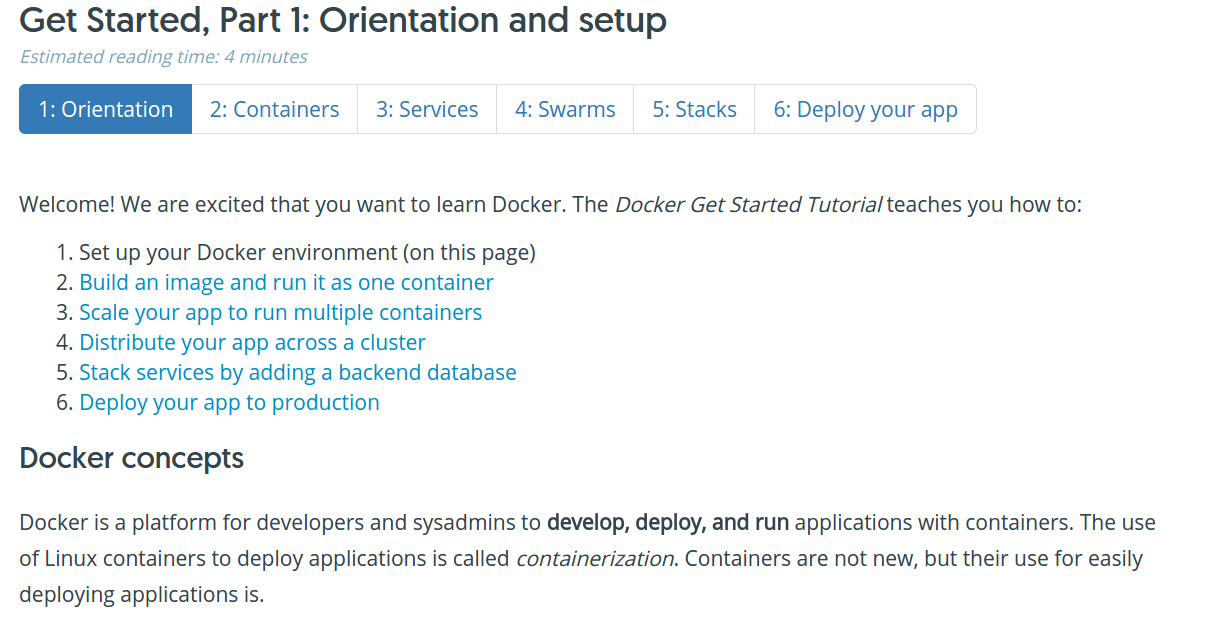 Get Started, Part 1: Orientation and setup
Estimated reading time: 4 minutes
1: Orientation 2: Containers 3: Services 4: Swarms 5: Stacks 6: Deploy your app
Welcome! We are excited that you want to learn Docker. The Docker Get Started Tutorial teaches you how to:
1. Set up your Docker environment (on this page)
2. Build an image and run it as one container
3. Scale your app to run multiple containers
4. Distribute your app across a cluster
5. Stack services by adding a backend database
6. Deploy your app to production
Docker concepts
Docker is a platform for developers and sysadmins to develop, deploy, and run applications with containers. The use
of Linux containers to deploy applications is called containerization. Containers are not new, but their use for easily
deploying applications is.